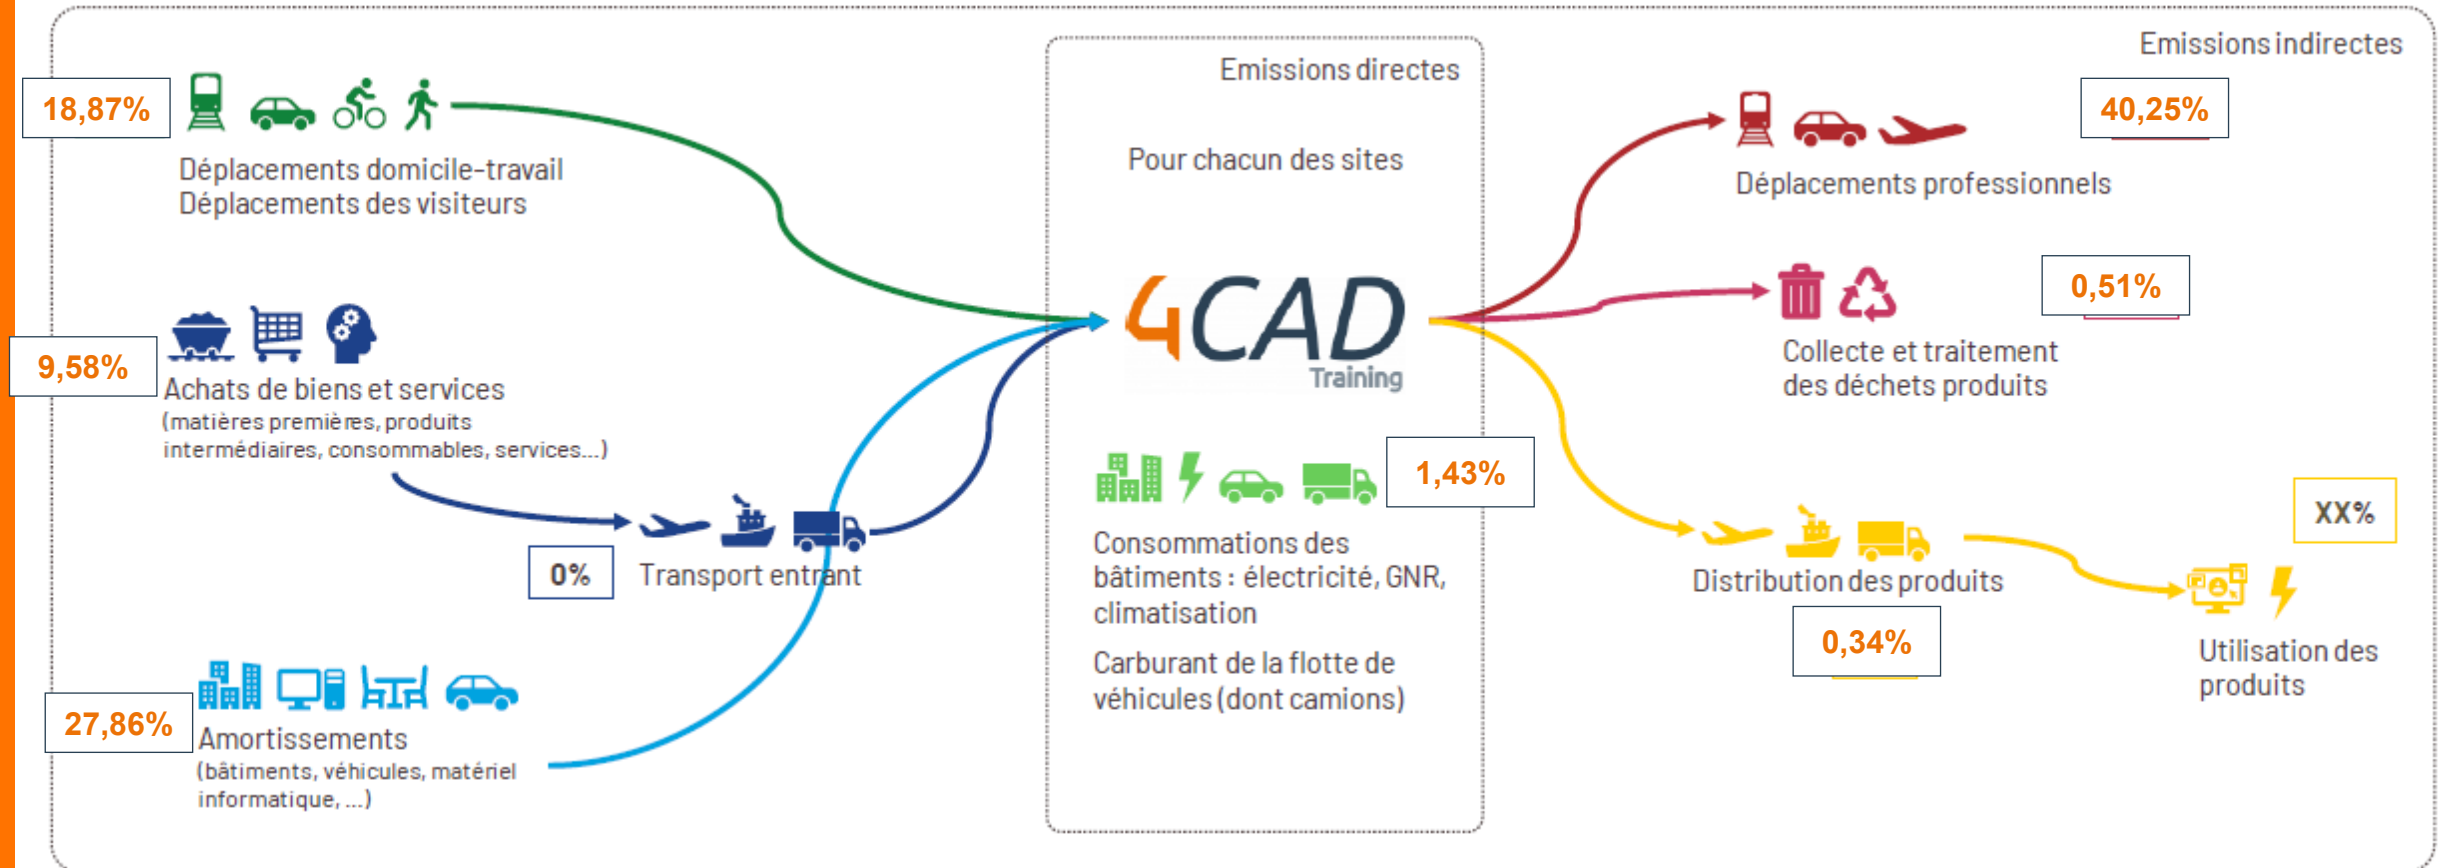 Emissions indirectes
Emissions directes
18,87%
Déplacements domicile-travail
Déplacements des visiteurs
9,58%
Achats de biens et services
(matières premières, produits
intermédiaires, consommables, services...)
0%
Transport entrant
27,86%
Amortissements
(bâtiments, véhicules, matériel
informatique, ...)
Pour chacun des sites
4CAD
Training
1,43%
Consommations des
bâtiments : électricité, GNR,
climatisation
Carburant de la flotte de
véhicules (dont camions)
40,25%
Déplacements professionnels
0,51%
Collecte et traitement
des déchets produits
Distribution des produits
0,34%
XX%
Utilisation des
produits